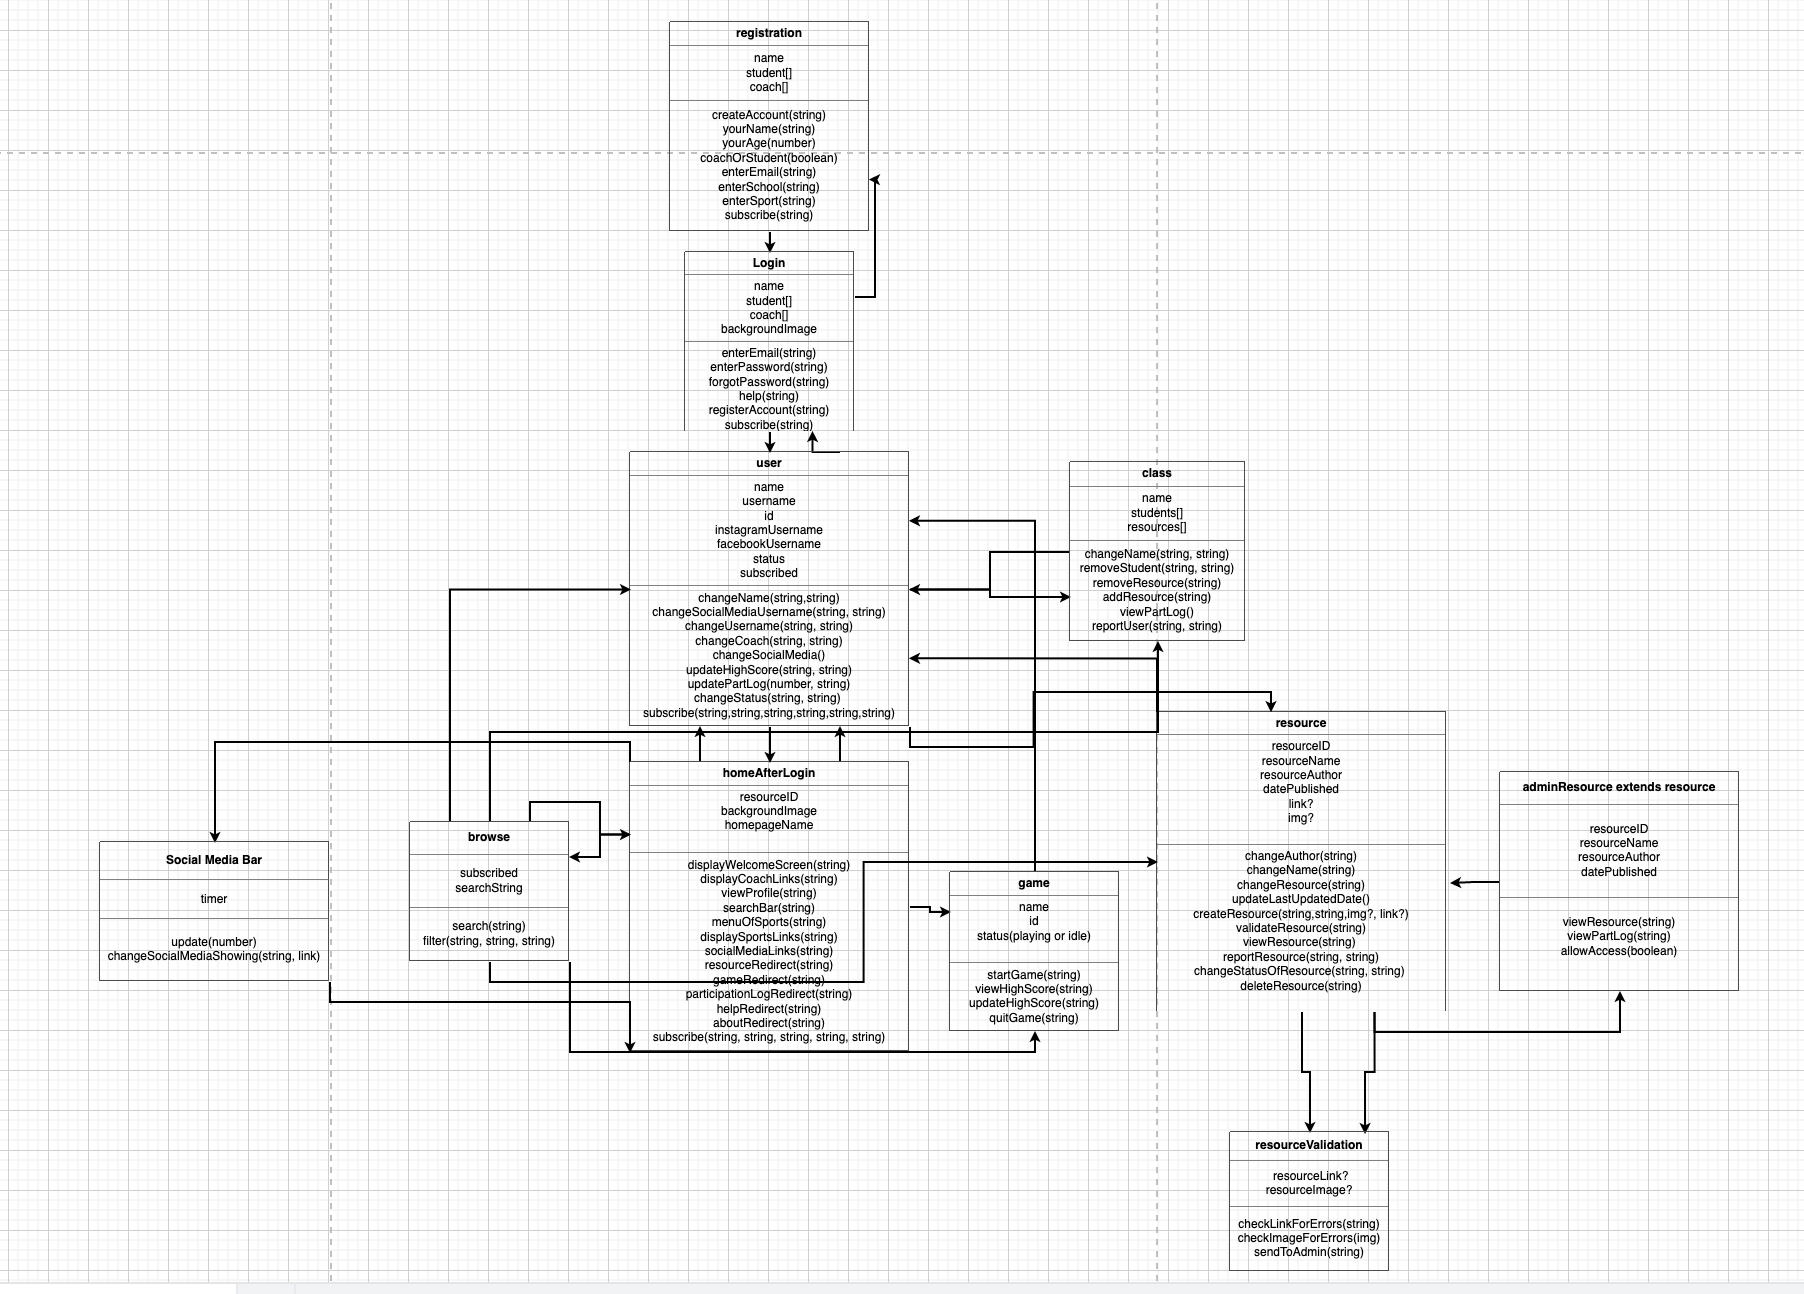 registration
name
student[]
coach[]
createAccount(string)
yourName(string)
yourAge(number)
coachOrStudent(boolean)
enterEmail(string)
enterSchool(string)
enterSport(string)
subscribe(string)
Login
name
student[]
coach[]
backgroundImage
enterEmail(string)
enterPassword(string)
forgotPassword(string)
help(string)
registerAccount(string)
subscribe(string)
user
name
username
id
instagramUsername
facebookUsername
status
subscribed
changeName(string,string)
changeSocialMediaUsername(string, string)
changeUsername(string, string)
changeCoach(string, string)
changeSocialMedia()
updateHighScore(string, string)
updatePartLog(number, string)
changeStatus(string, string)
subscribe(string,string,string,string,string,string)
class
name
students[]
resources[]
changeName(string, string)
removeStudent(string, string)
removeResource(string)
addResource(string)
viewPartLog()
reportUser(string, string)
Social Media Bar
timer
update(number)
changeSocialMediaShowing(string, link)
browse
subscribed
searchString
search(string)
filter(string, string, string)
homeAfterLogin
resourceID
backgroundImage
homepageName
displayWelcomeScreen(string)
displayCoachLinks(string)
viewProfile(string)
searchBar(string)
menuOfSports(string)
displaySportsLinks(string)
socialMediaLinks(string)
resourceRedirect(string)
gameRedirect(string)
participationLogRedirect(string)
helpRedirect(string)
aboutRedirect(string)
subscribe(string, string, string, string, string)
game
name
id
status(playing or idle)
startGame(string)
viewHighScore(string)
updateHighScore(string)
quitGame(string)
resource
resourceID
resourceName
resourceAuthor
datePublished
link?
img?
changeAuthor(string)
changeName(string)
changeResource(string)
updateLastUpdatedDate()
createResource(string,string,img?, link?)
validateResource(string)
viewResource(string)
reportResource(string, string)
changeStatusOfResource(string, string)
deleteResource(string)
adminResource extends resource
resourceID
resourceName
resourceAuthor
datePublished
viewResource(string)
viewPartLog(string)
allowAccess(boolean)
resourceValidation
resourceLink?
resourceImage?
checkLinkForErrors(string)
checkImageForErrors(img)
sendToAdmin(string)